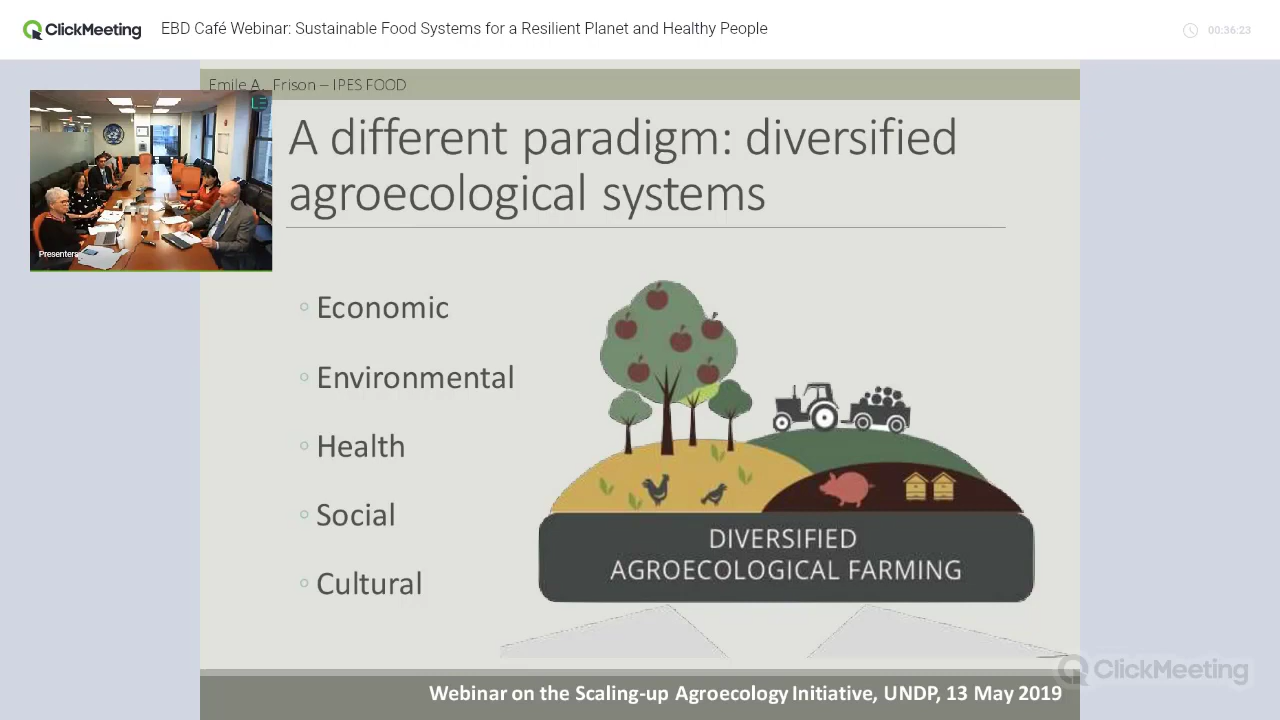 ClickMeeting
EBD Café Webinar: Sustainable Food Systems for a Resilient Planet and Healthy People
00:36:23
Emile A. Frison – IPES FOOD
Presenters
A different paradigm: diversified
agroecological systems
Economic
Environmental
Health
Social
Cultural
DIVERSIFIED
AGROECOLOGICAL FARMING
ClickMeeting
Webinar on the Scaling-up Agroecology Initiative, UNDP, 13 May 2019